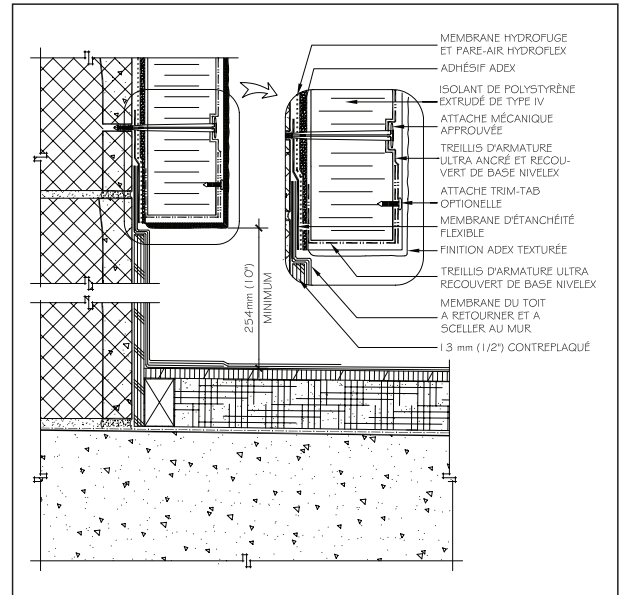 MEMBRANE HYDROFUGE
ET PARE-AIR HYDROFLEX
ADHÉSIF ADEX
ISOLANT DE POLYSTYRÈNE
EXTRUDÉ DE TYPE IV
ATTACHE MÉCANIQUE
APPROUVÉE
TREILLIS D'ARMATURE
ULTRA ANCRÉ ET RECOU-
VERT DE BASE NIVELEX
ATTACHE TRIM-TAB
OPTIONELLE
MEMBRANE D'ÉTANCHÉITÉ
FLEXIBLE
FINITION ADEX TEXTURÉE
TREILLIS D'ARMATURE ULTRA
RECOUVERT DE BASE NIVELEX
MEMBRANE DU TOIT
A RETOURNER ET A
SCELLER AU MUR
13 mm (1/2") CONTREPLAQUÉ
254mm (10")
MINIMUM